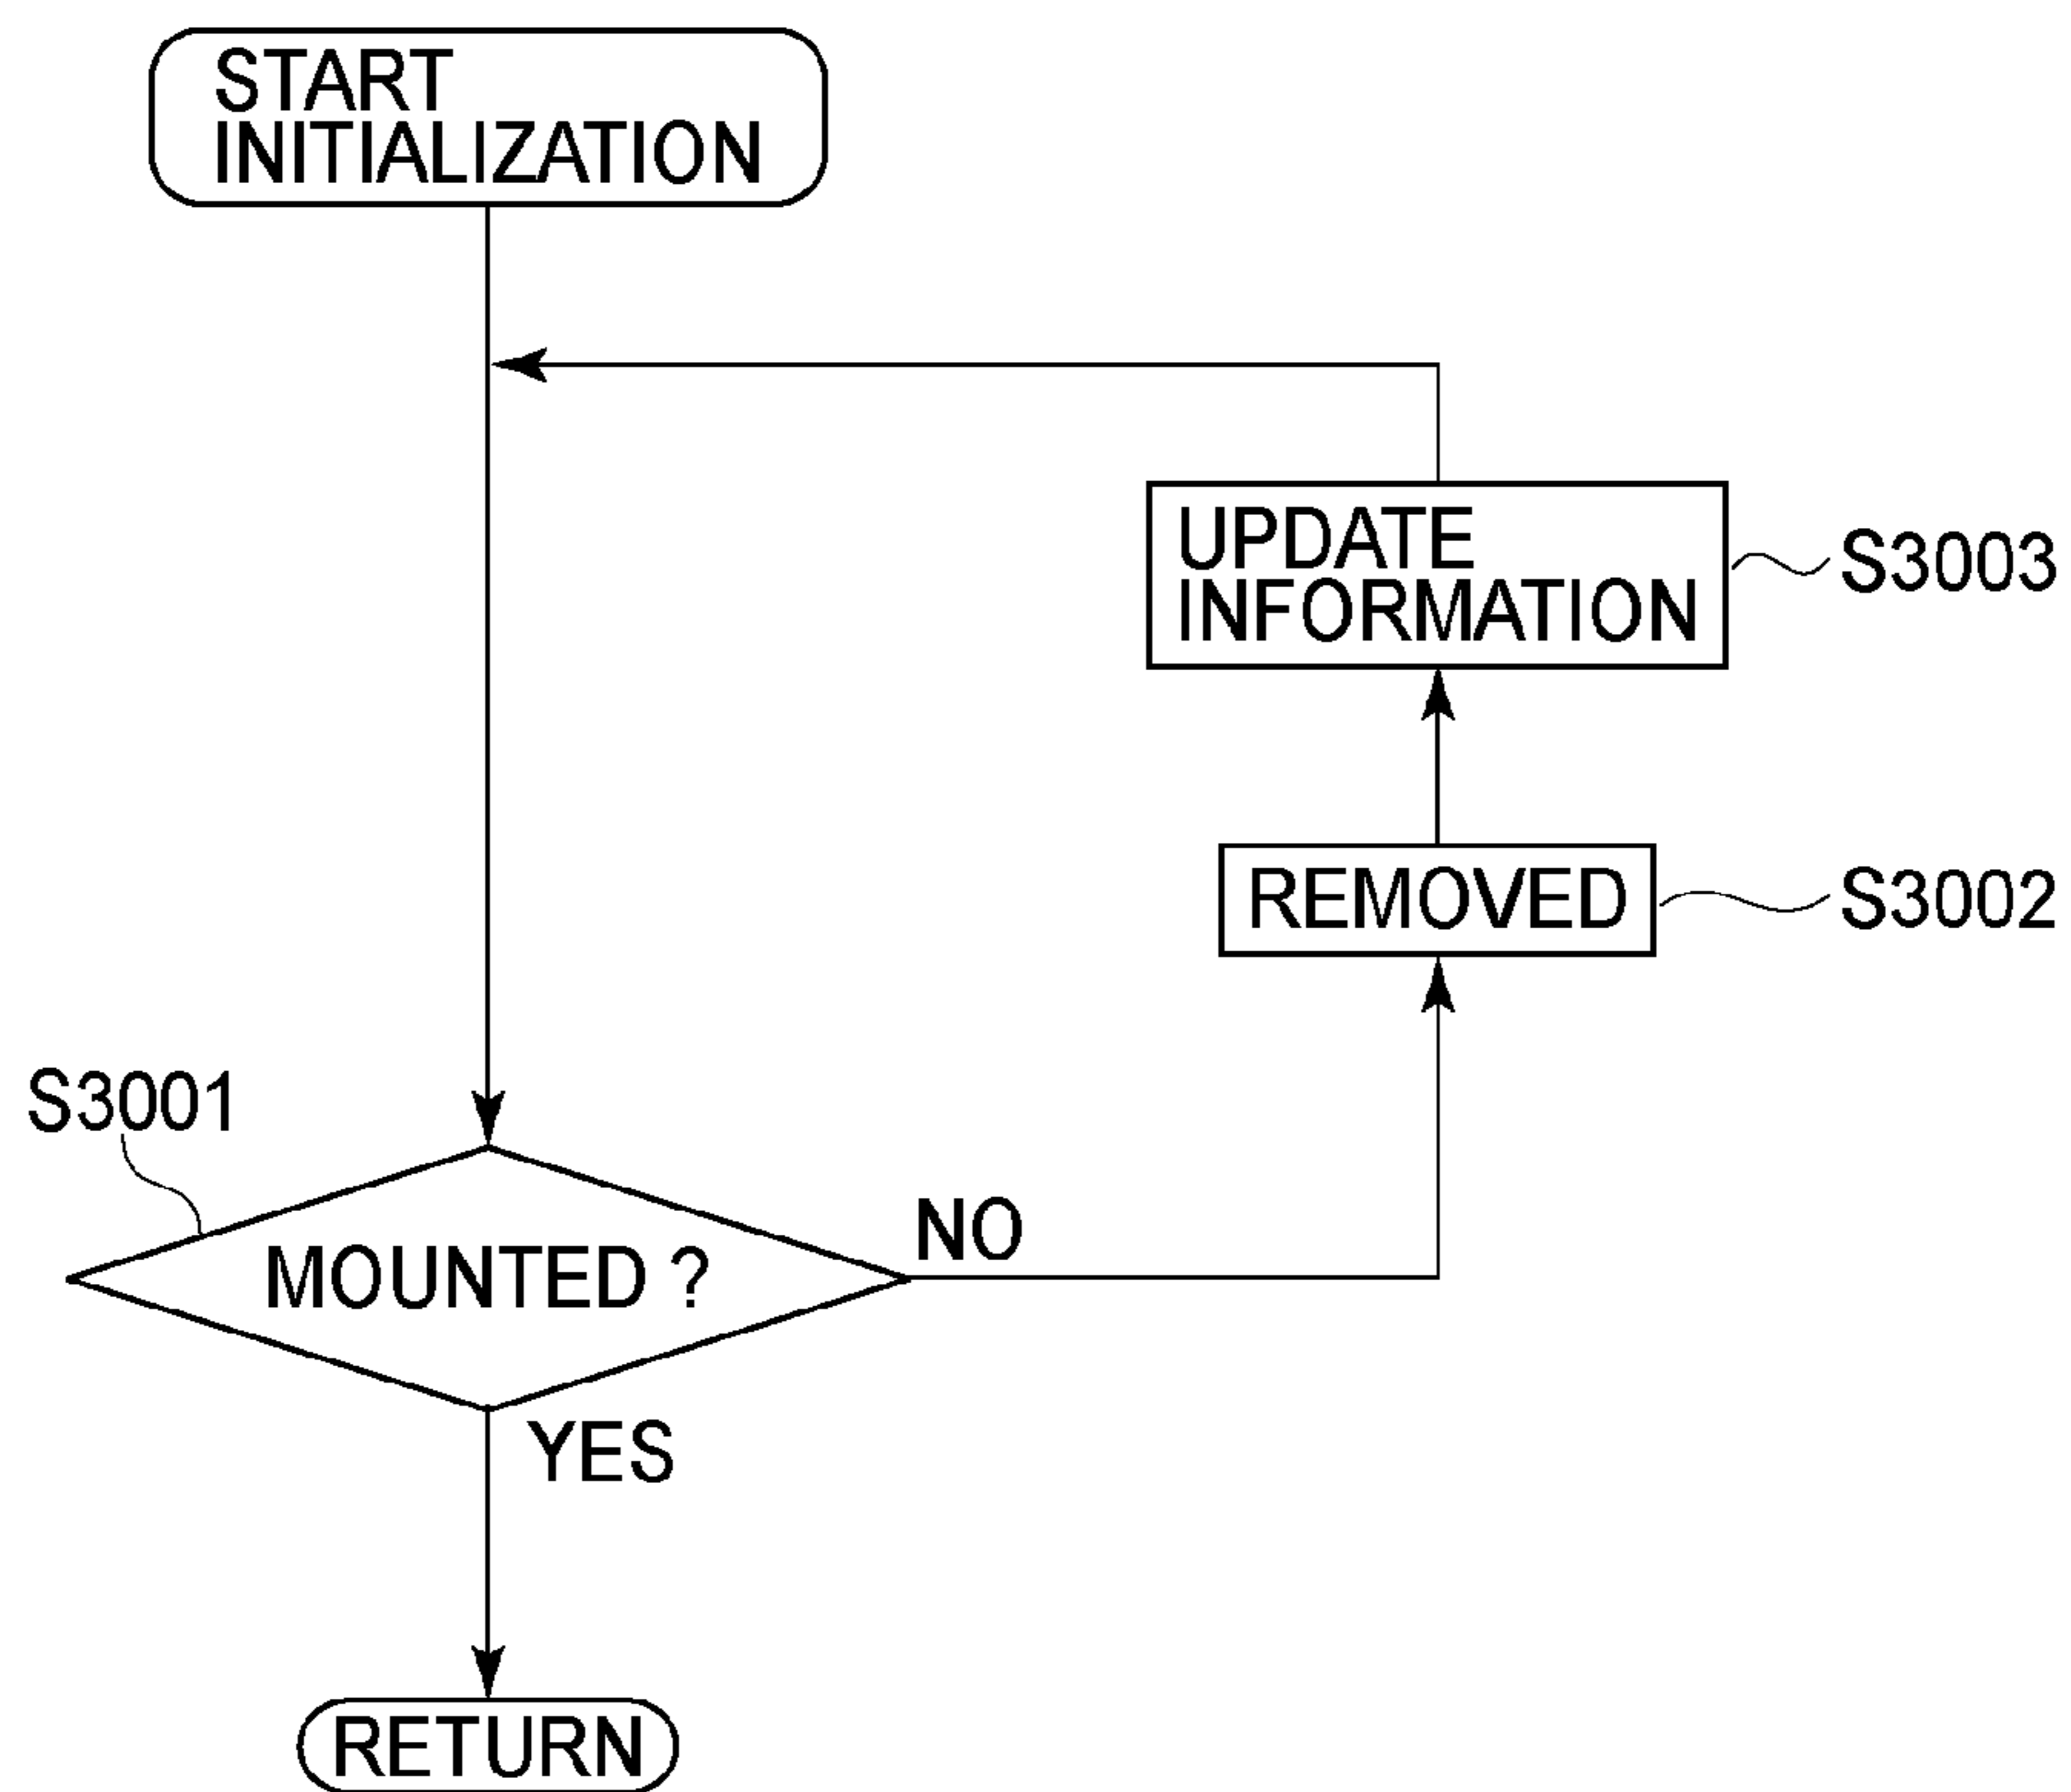 START
INITIALIZATION
UPDATE
INFORMATION
S3003
REMOVED
S3002
S3001
MOUNTED ?
NO
YES
RETURN